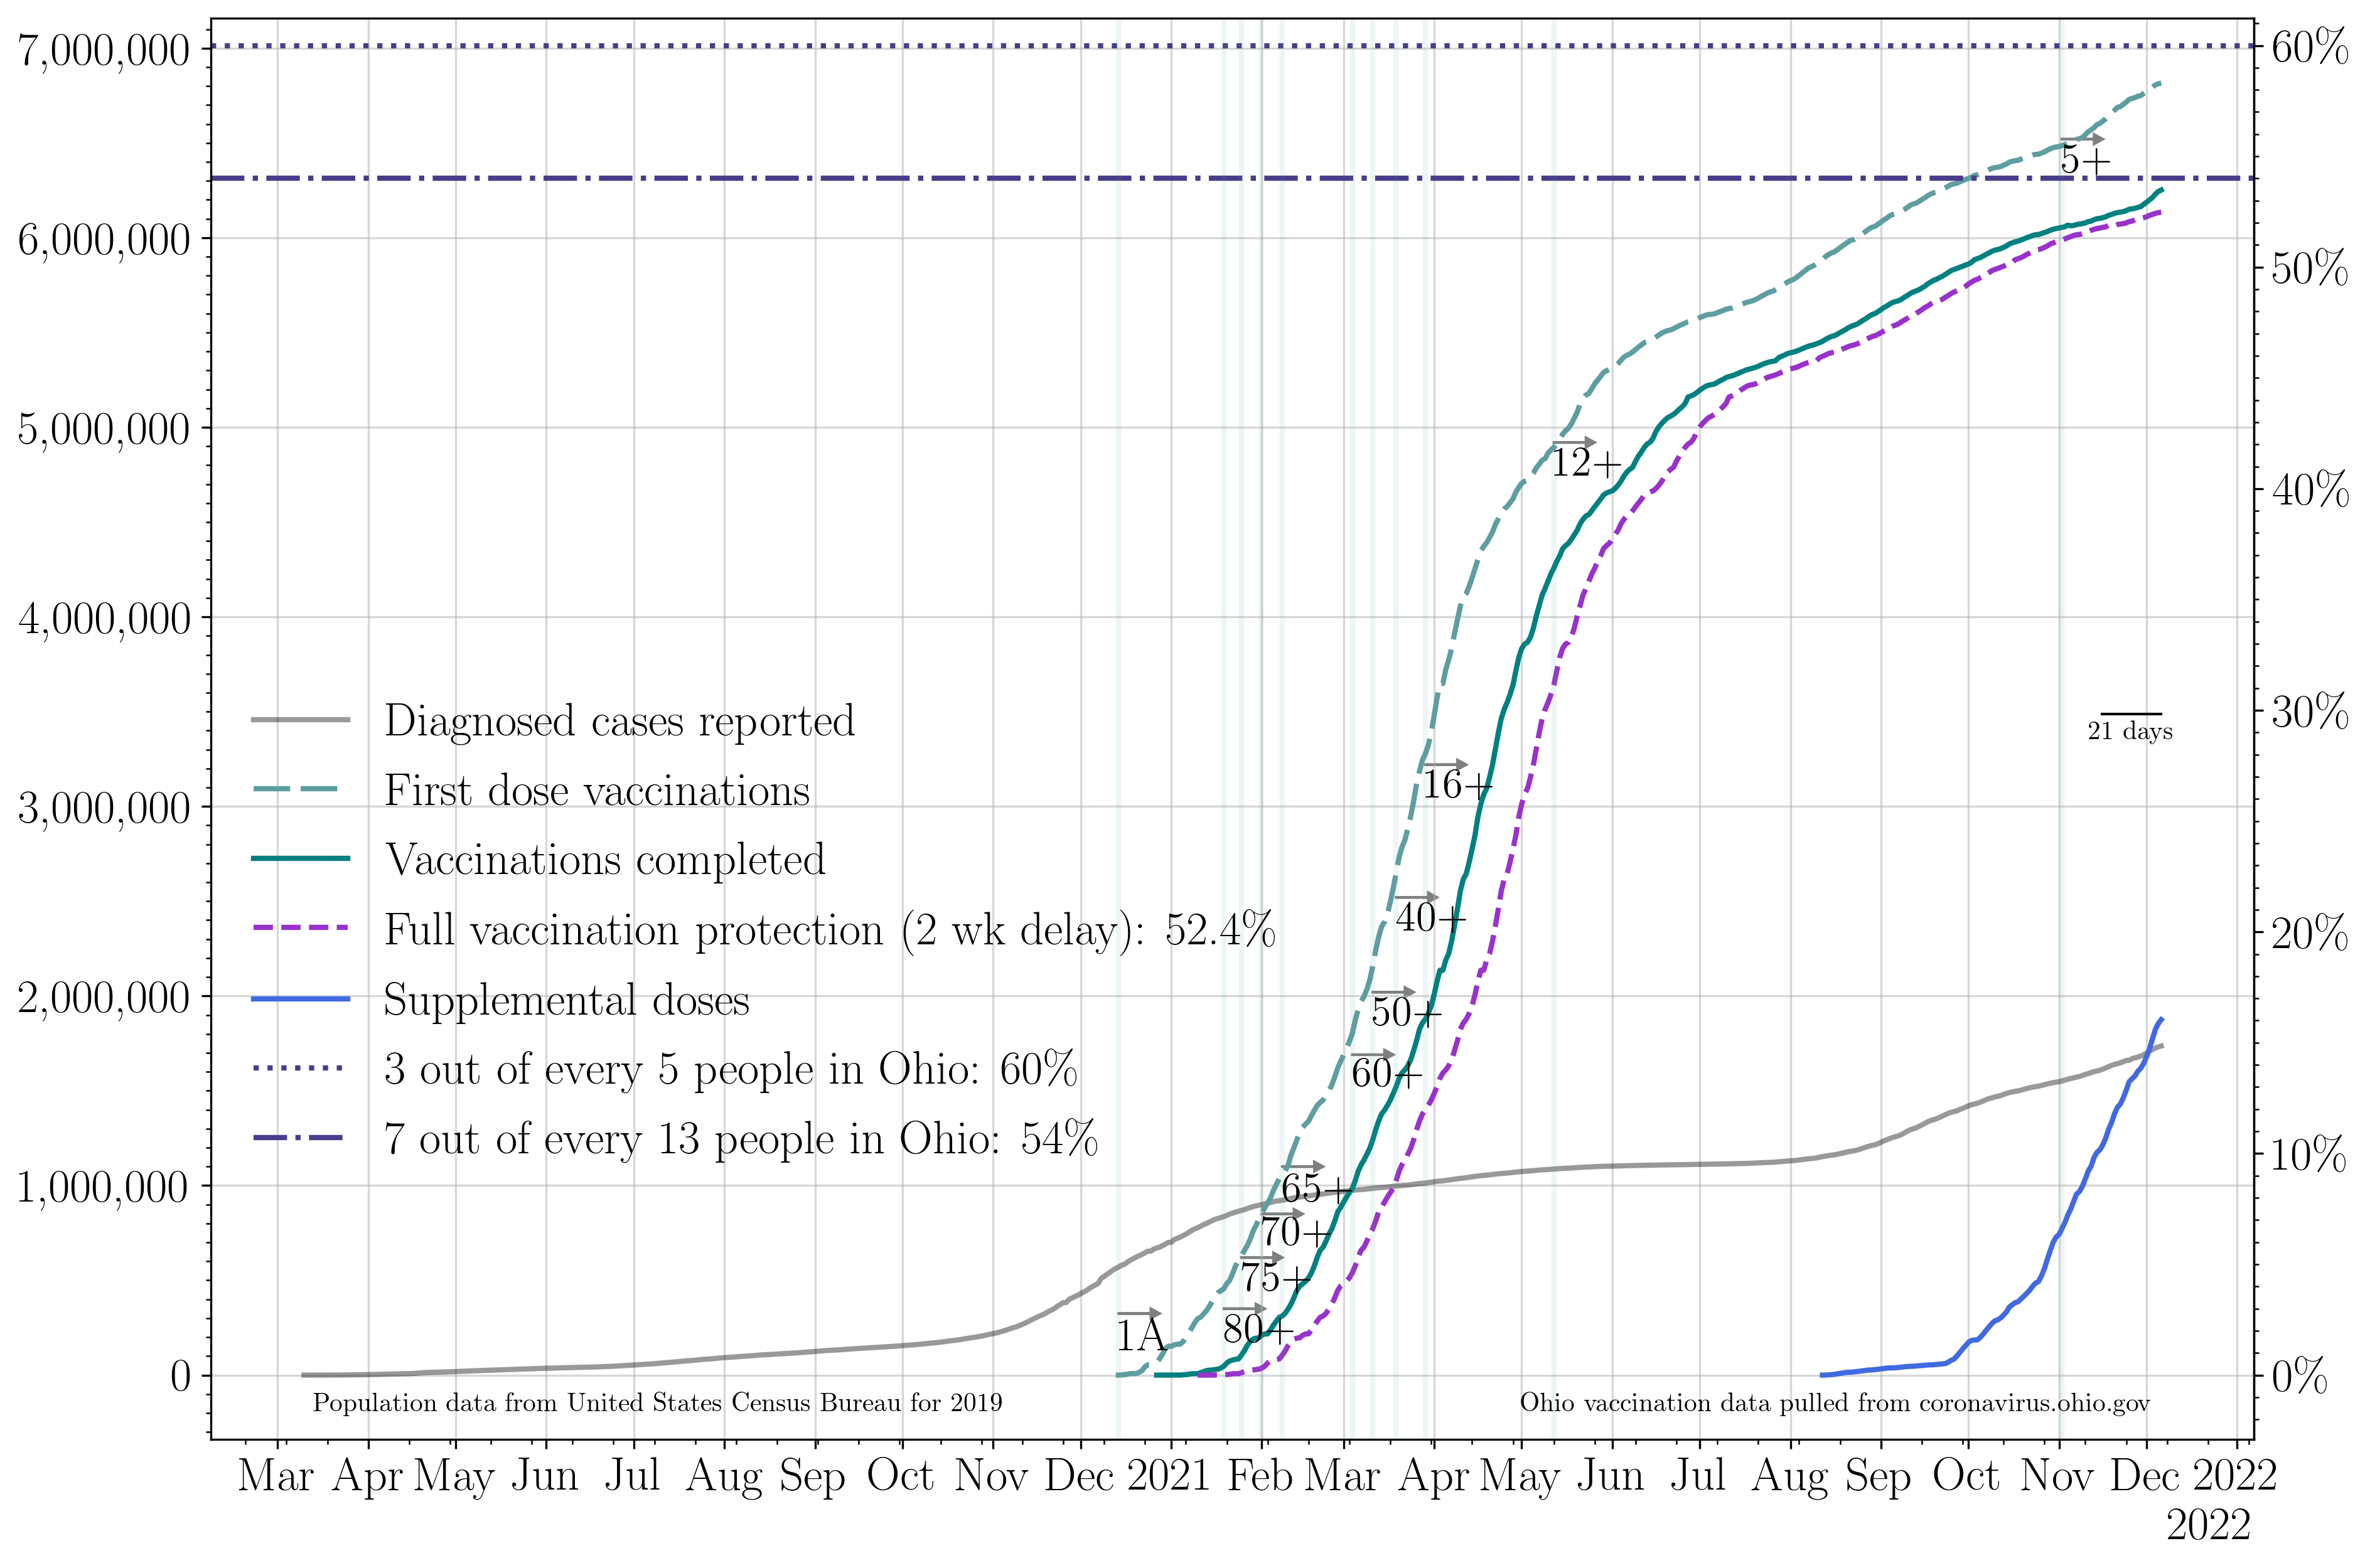 7,000,000
6,000,000
5,000,000
4,000,000
3,000,000
2,000,000
1,000,000
0
60%
50%
40%
30%
20%
10%
0%
5+
12+
16+
40+
50+
60+
65+
70+
75+
80+
1A
21 days
Diagnosed cases reported
First dose vaccinations
Vaccinations completed
Full vaccination protection (2 wk delay): 52.4%
Supplemental doses
3 out of every 5 people in Ohio: 60%
7 out of every 13 people in Ohio: 54%
Population data from United States Census Bureau for 2019
Ohio vaccination data pulled from coronavirus.ohio.gov
Mar Apr May Jun Jul Aug Sep Oct Nov Dec 2021 Feb Mar Apr May Jun Jul Aug Sep Oct Nov Dec 2022
2022